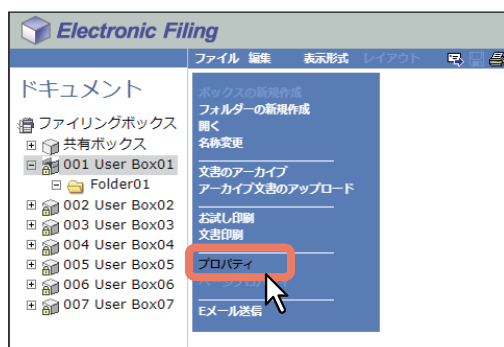 Electronic Filing
ファイル 編集 表示形式 レイアウト
ドキュメント
ファイリングボックス
共有ボックス
001 User Box01
Folder01
002 User Box02
003 User Box03
004 User Box04
005 User Box05
006 User Box06
007 User Box07
ボックスの新規作成
フォルダーの新規作成
開く
名称変更
文書のアーカイブ
アーカイブ文書のアップロード
お試し印刷
文書印刷
プロパティ
Eメール送信